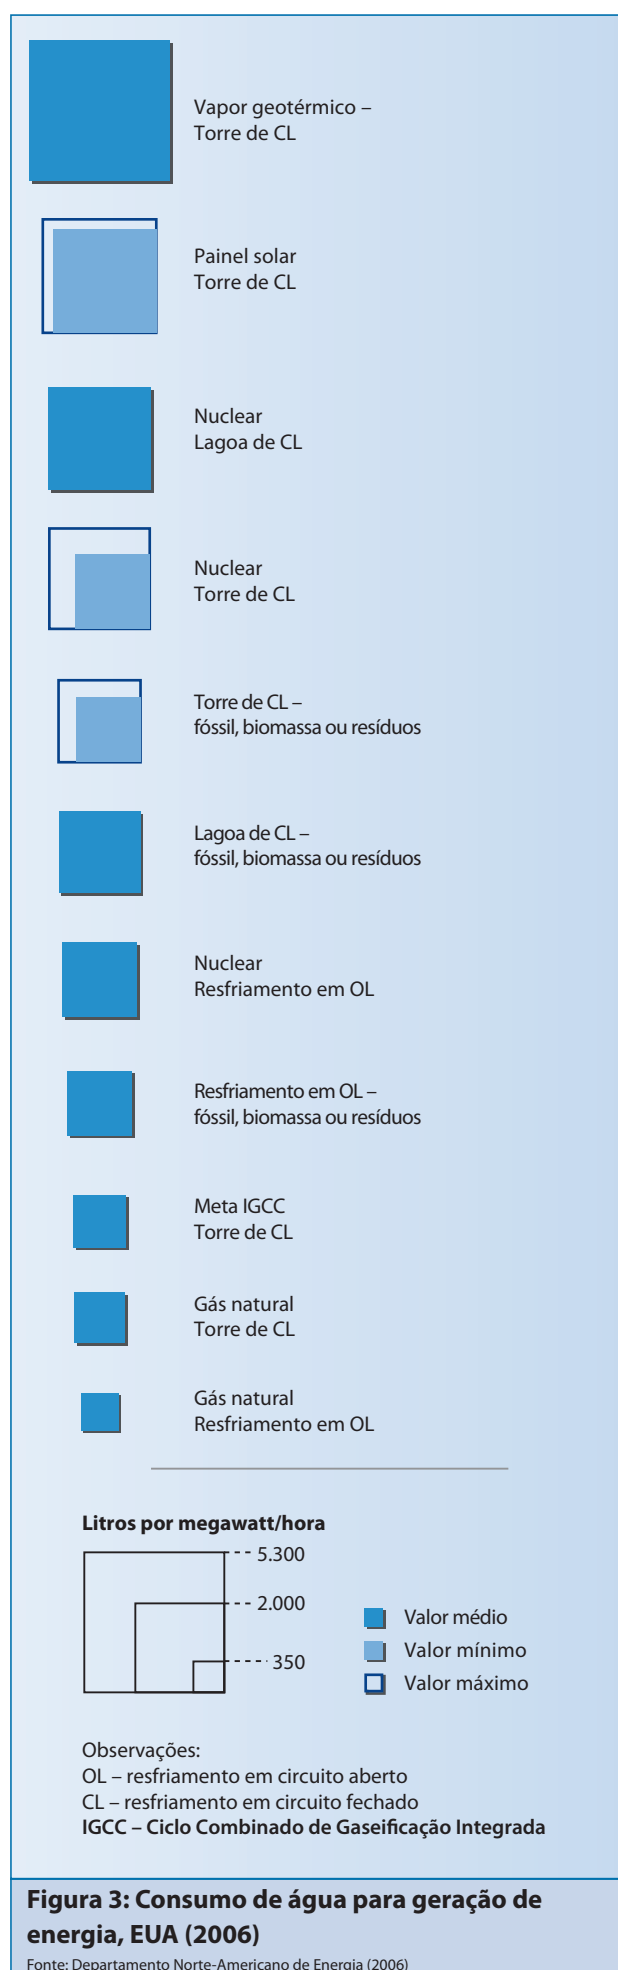 Vapor geotérmico –
Torre de CL
Painel solar
Torre de CL
Nuclear
Lagoa de CL
Nuclear
Torre de CL
Torre de CL –
fóssil, biomassa ou resíduos
Lagoa de CL –
fóssil, biomassa ou resíduos
Nuclear
Resfriamento em OL
Resfriamento em OL –
fóssil, biomassa ou resíduos
Meta IGCC
Torre de CL
Gás natural
Torre de CL
Gás natural
Resfriamento em OL
Litros por megawatt/hora
5.300
2.000
350
Valor médio
Valor mínimo
Valor máximo
Observações:
OL – resfriamento em circuito aberto
CL – resfriamento em circuito fechado
IGCC – Ciclo Combinado de Gaseificação Integrada
Figura 3: Consumo de água para geração de
energia, EUA (2006)
Fonte: Departamento Norte-Americano de Energia (2006)